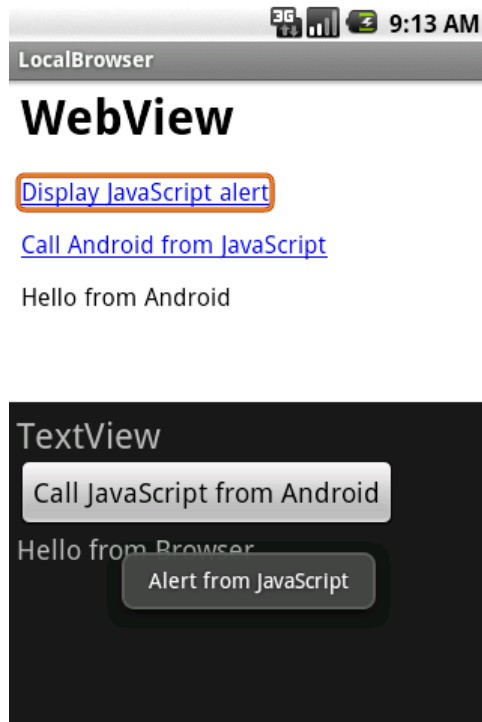 3G 9:13 AM
LocalBrowser
WebView
Display JavaScript alert
Call Android from JavaScript
Hello from Android
TextView
Call JavaScript from Android
Hello from Browser
Alert from JavaScript